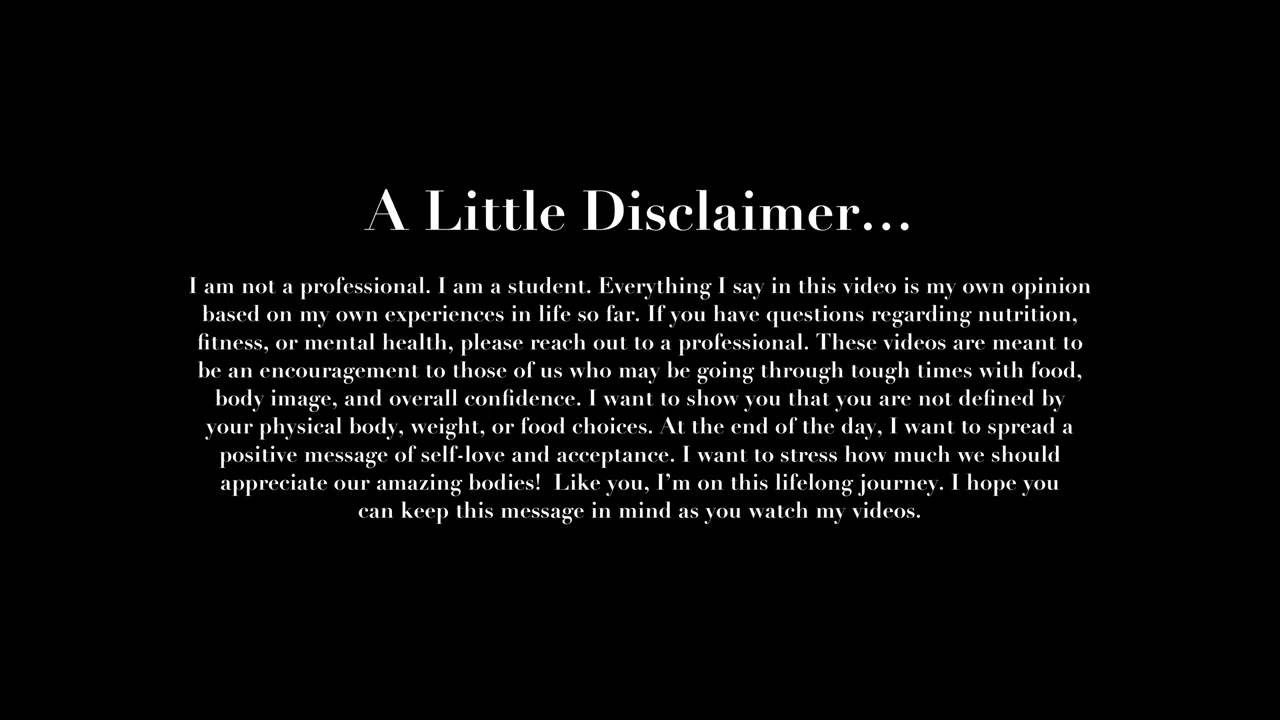 A Little Disclaimer...
I am not a professional. I am a student. Everything I say in this video is my own opinion
based on my own experiences in life so far. If you have questions regarding nutrition,
fitness, or mental health, please reach out to a professional. These videos are meant to
be an encouragement to those of us who may be going through tough times with food,
body image, and overall confidence. I want to show you that you are not defined by
your physical body, weight, or food choices. At the end of the day, I want to spread a
positive message of self-love and acceptance. I want to stress how much we should
appreciate our amazing bodies!  Like you, I’m on this lifelong journey. I hope you
can keep this message in mind as you watch my videos.